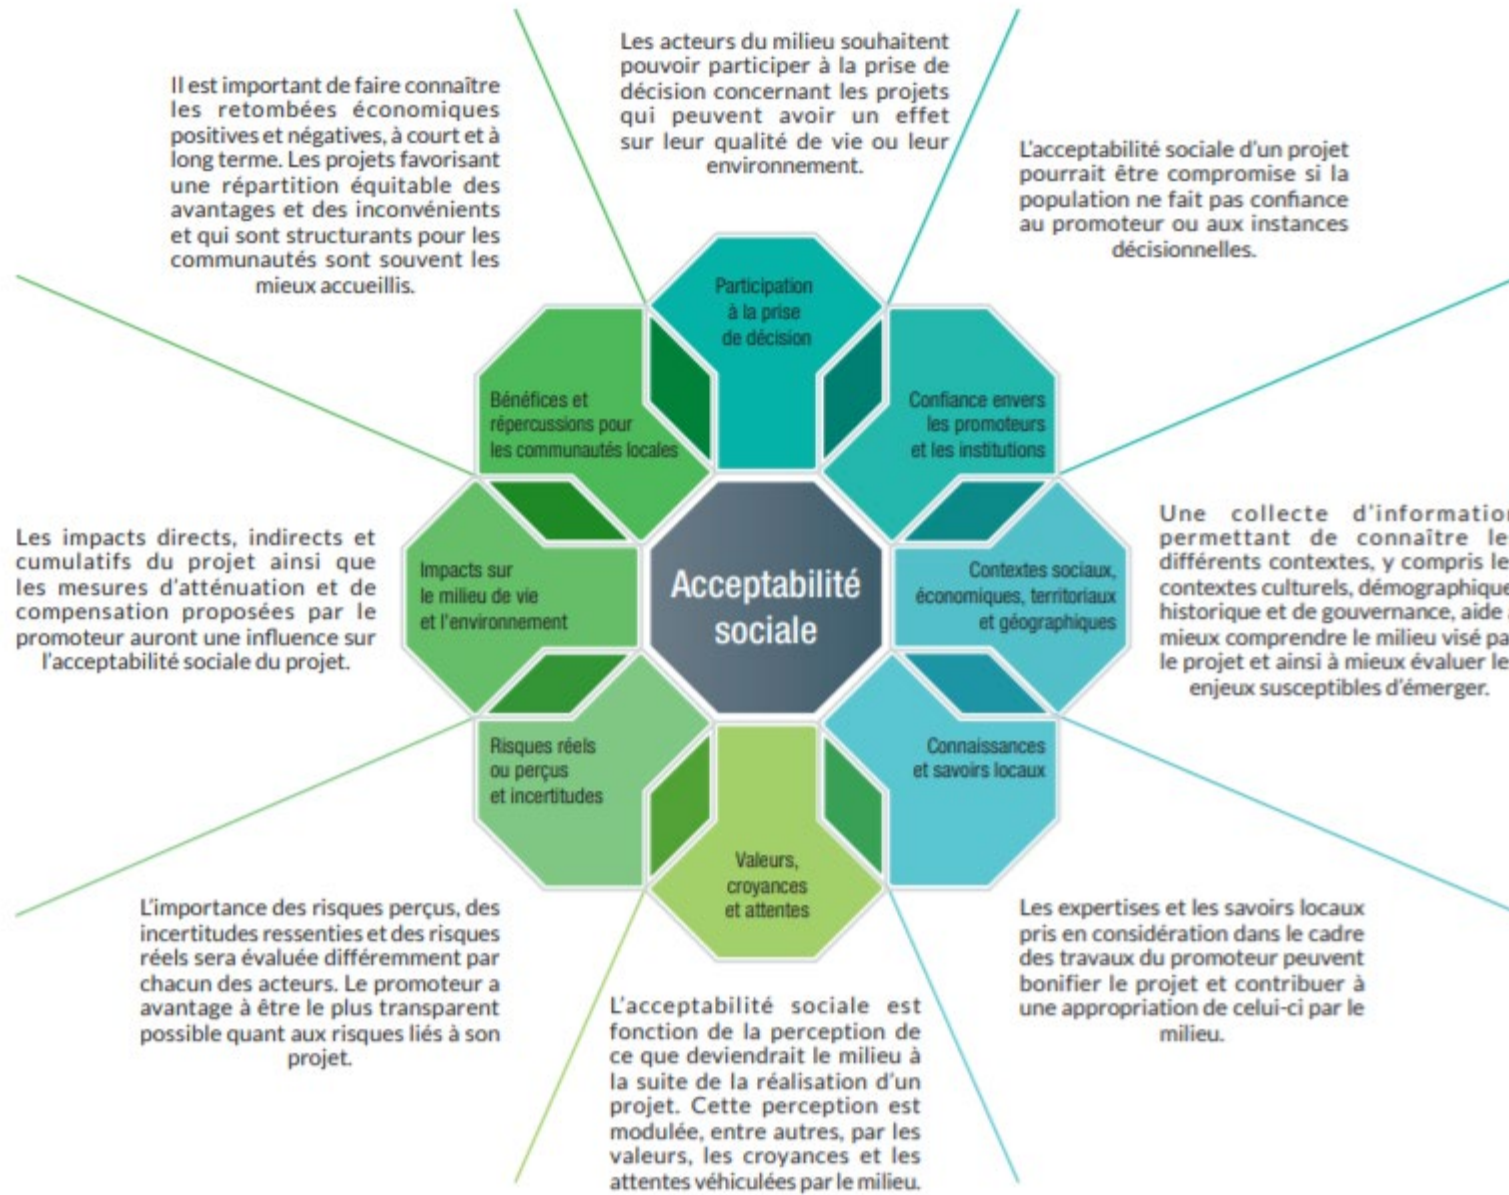 Les acteurs du milieu souhaitent
pouvoir participer à la prise de
décision concernant les projets
qui peuvent avoir un effet
sur leur qualité de vie ou leur
environnement.
Il est important de faire connaître
les retombées économiques
positives et négatives, à court et à
long terme. Les projets favorisant
une répartition équitable des
avantages et des inconvénients
et qui sont structurants pour les
communautés sont souvent les
mieux accueillis.
L’acceptabilité sociale d’un projet
pourrait être compromise si la
population ne fait pas confiance
au promoteur ou aux instances
décisionnelles.
Participation
à la prise
de décision
Bénéfices et
répercussions pour
les communautés locales
Confiance envers
les promoteurs
et les institutions
Les impacts directs, indirects et
cumulatifs du projet ainsi que
les mesures d’atténuation et de
compensation proposées par le
promoteur auront une influence sur
l’acceptabilité sociale du projet.
Impacts sur
le milieu de vie
et l’environnement
Acceptabilité
sociale
Contextes sociaux,
économiques, territoriaux
et géographiques
Une collecte d’information
permettant de connaître le
différents contextes, y compris le
contextes culturels, démographique
historique et de gouvernance, aide
mieux comprendre le milieu visé pa
le projet et ainsi à mieux évaluer le
enjeux susceptibles d’émerger.
Risques réels
ou perçus
et incertitudes
Connaissances
et savoirs locaux
Valeurs,
croyances
et attentes
L’importance des risques perçus, des
incertitudes ressenties et des risques
réels sera évaluée différemment par
chacun des acteurs. Le promoteur a
avantage à être le plus transparent
possible quant aux risques liés à son
projet.
L’acceptabilité sociale est
fonction de la perception de
ce que deviendrait le milieu à
la suite de la réalisation d’un
projet. Cette perception est
modulée, entre autres, par les
valeurs, les croyances et les
attentes véhiculées par le milieu.
Les expertises et les savoirs locaux
pris en considération dans le cadre
des travaux du promoteur peuvent
bonifier le projet et contribuer à
une appropriation de celui-ci par le
milieu.